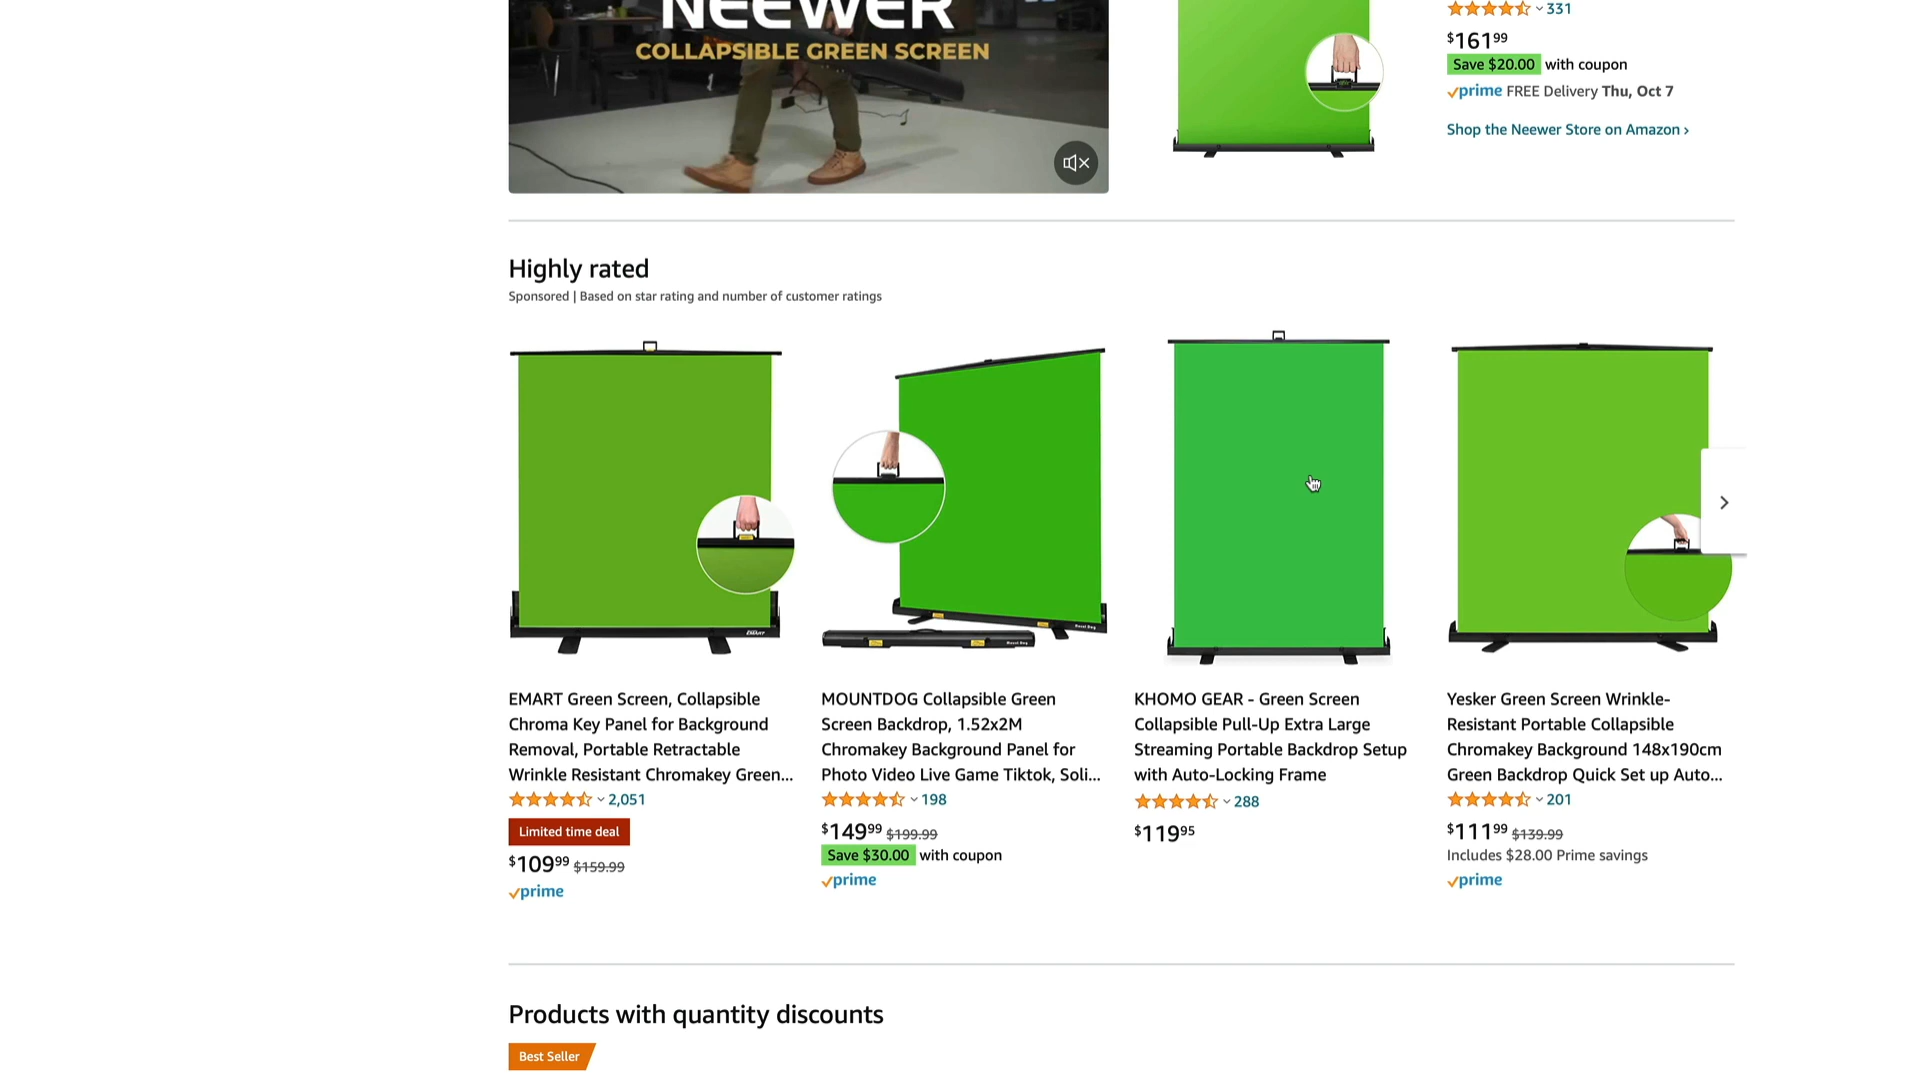 NEEWER
COLLAPSIBLE GREEN SCREEN
331
$161 99
Save $20.00 with coupon
prime FREE Delivery Thu, Oct 7
Shop the Neewer Store on Amazon ›
Highly rated
Sponsored | Based on star rating and number of customer ratings
EMART Green Screen, Collapsible
Chroma Key Panel for Background
Removal, Portable Retractable
Wrinkle Resistant Chromakey Green...
2,051
Limited time deal
$109 99 $159.99
prime
MOUNTDOG Collapsible Green
Screen Backdrop, 1.52x2M
Chromakey Background Panel for
Photo Video Live Game Tiktok, Soli...
198
$149 99 $199.99
Save $30.00 with coupon
prime
KHOMO GEAR - Green Screen
Collapsible Pull-Up Extra Large
Streaming Portable Backdrop Setup
with Auto-Locking Frame
288
$119 95
Yesker Green Screen Wrinkle-
Resistant Portable Collapsible
Chromakey Background 148x190cm
Green Backdrop Quick Set up Auto...
201
$111 99 $139.99
Includes $28.00 Prime savings
prime
Products with quantity discounts
Best Seller